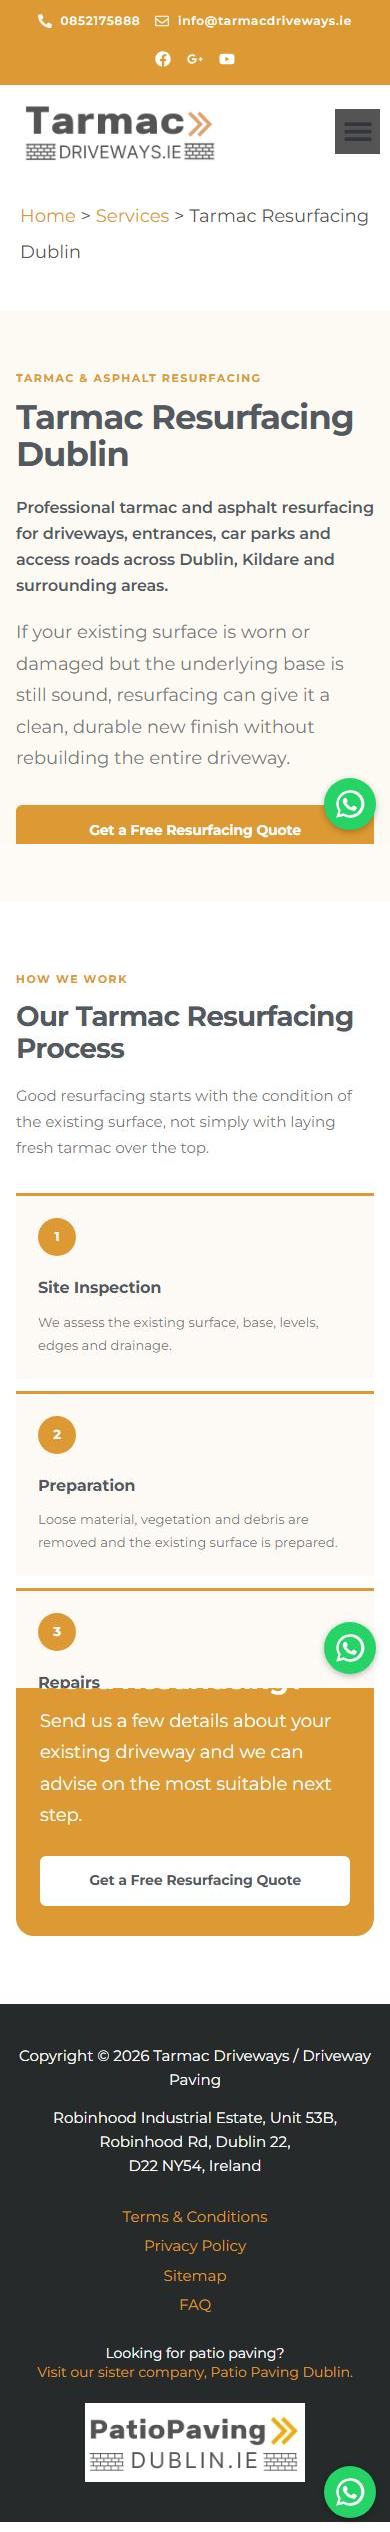 0852175888 info@tarmacdriveways.ie
Tarmac
DRIVEWAYS.IE
Home > Services > Tarmac Resurfacing
Dublin
TARMAC & ASPHALT RESURFACING
Tarmac Resurfacing
Dublin
Professional tarmac and asphalt resurfacing
for driveways, entrances, car parks and
access roads across Dublin, Kildare and
surrounding areas.
If your existing surface is worn or
damaged but the underlying base is
still sound, resurfacing can give it a
clean, durable new finish without
rebuilding the entire driveway.
Get a Free Resurfacing Quote
HOW WE WORK
Our Tarmac Resurfacing
Process
Good resurfacing starts with the condition of
the existing surface, not simply with laying
fresh tarmac over the top.
1
Site Inspection
We assess the existing surface, base, levels,
edges and drainage.
2
Preparation
Loose material, vegetation and debris are
removed and the existing surface is prepared.
3
Repairs
Send us a few details about your
existing driveway and we can
advise on the most suitable next
step.
Get a Free Resurfacing Quote
Copyright © 2026 Tarmac Driveways / Driveway
Paving
Robinhood Industrial Estate, Unit 53B,
Robinhood Rd, Dublin 22,
D22 NY54, Ireland
Terms & Conditions
Privacy Policy
Sitemap
FAQ
Looking for patio paving?
Visit our sister company, Patio Paving Dublin.
PatioPaving
DUBLIN.IE